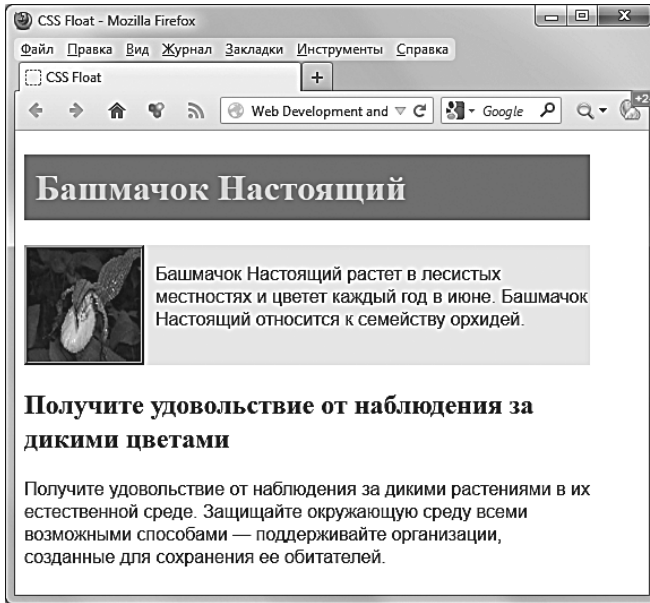 CSS Float - Mozilla Firefox
Файл Правка Вид Журнал Закладки Инструменты Справка
CSS Float +
Web Development and Google +2
Башмачок Настоящий
Башмачок Настоящий растет в лесистых
местностях и цветет каждый год в июне. Башмачок
Настоящий относится к семейству орхидей.
Получите удовольствие от наблюдения за
дикими цветами
Получите удовольствие от наблюдения за дикими растениями в их
естественной среде. Защищайте окружающую среду всеми
возможными способами — поддерживайте организации,
созданные для сохранения ее обитателей.